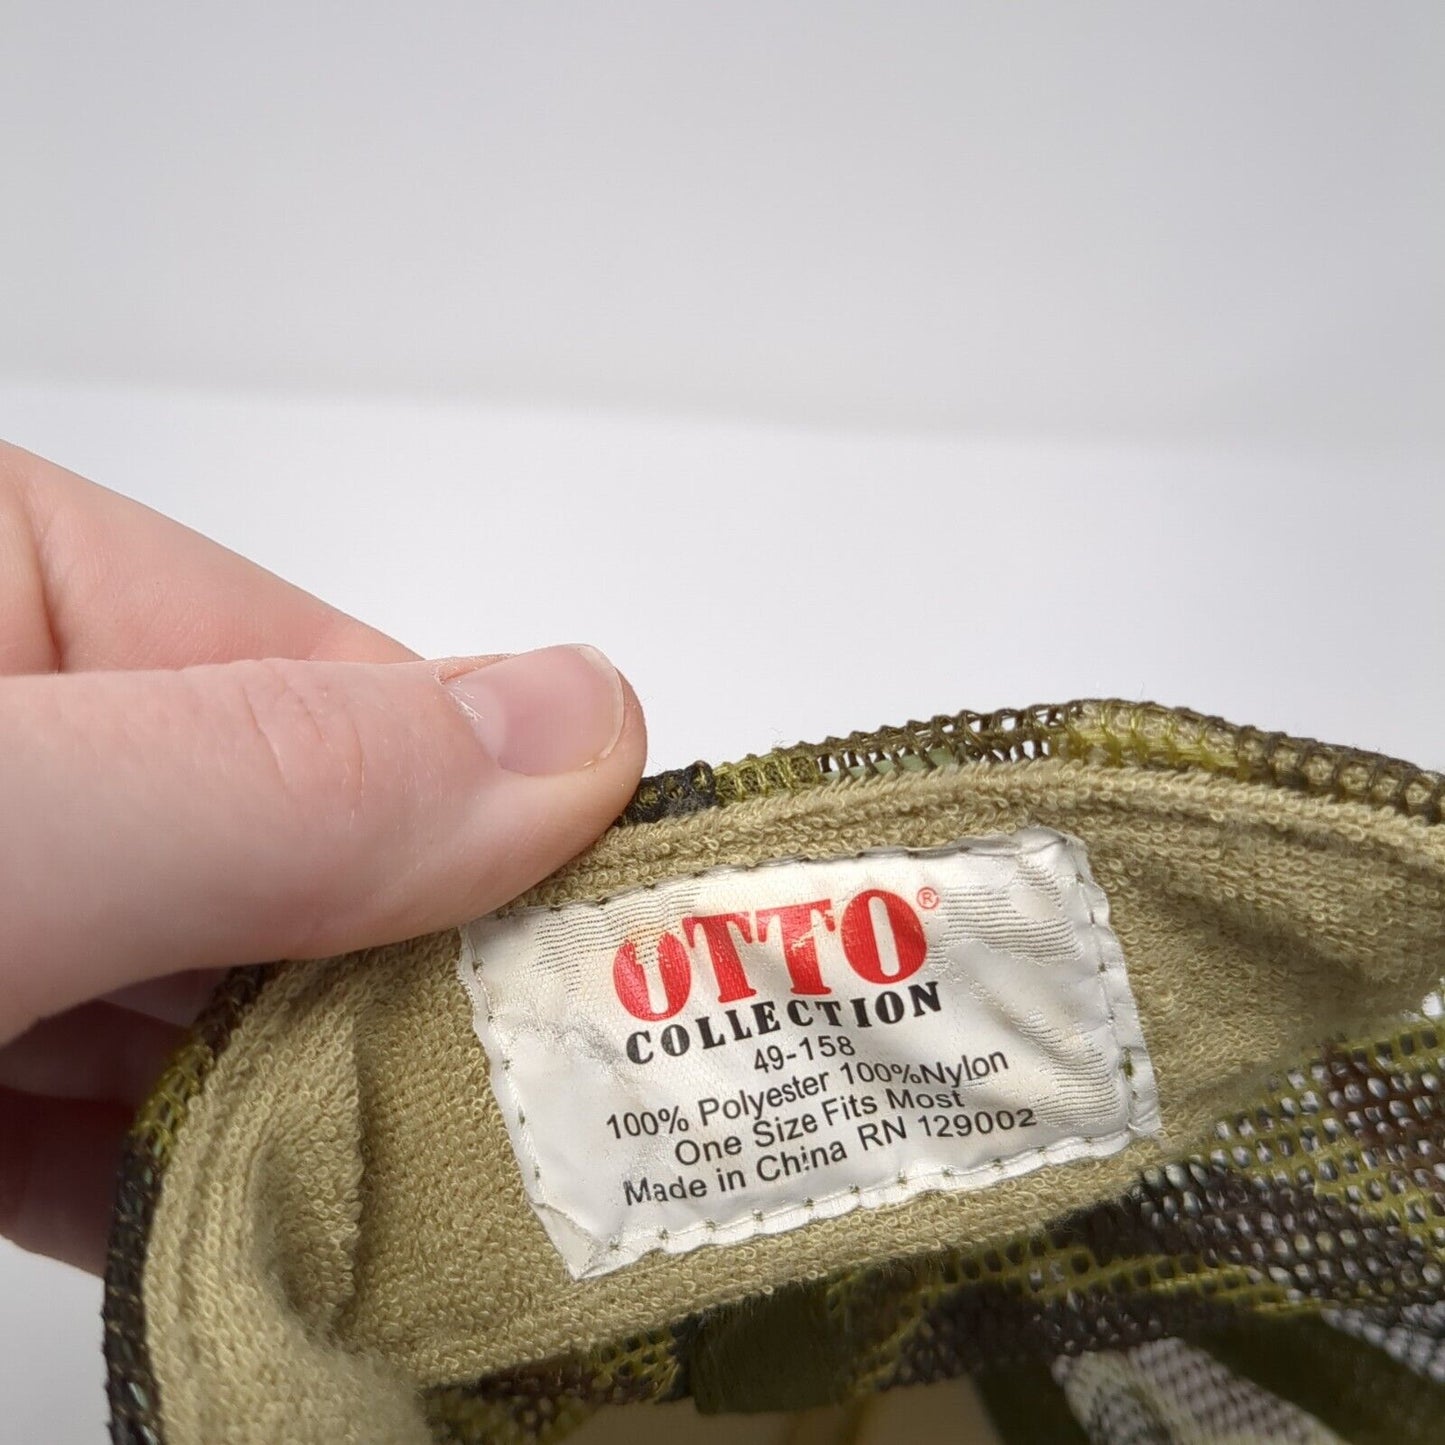 OTTO®
COLLECTION
49-158
100% Polyester 100%Nylon
One Size Fits Most
Made in China RN 129002